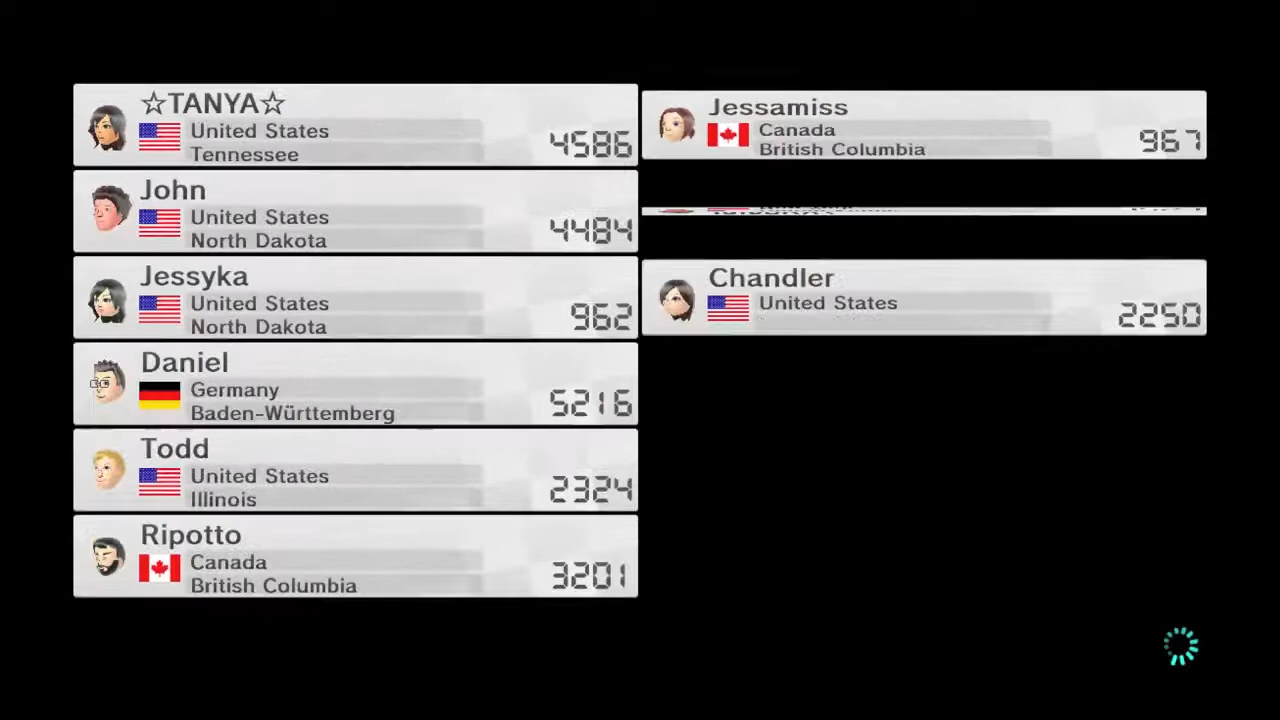 ☆TANYA☆
United States
Tennessee
4586
John
United States
North Dakota
4484
Jessyka
United States
North Dakota
962
Daniel
Germany
Baden-Württemberg
5216
Todd
United States
Illinois
2324
Ripotto
Canada
British Columbia
3201
Jessamiss
Canada
British Columbia
967
Chandler
United States
2250